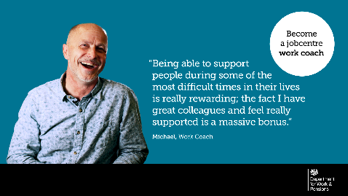 Become
a jobcentre
work coach
"Being able to support
people during some of the
most difficult times in their lives
is really rewarding; the fact I have
great colleagues and feel really
supported is a massive bonus."
Michael, Work Coach
Department
for Work &
Pensions